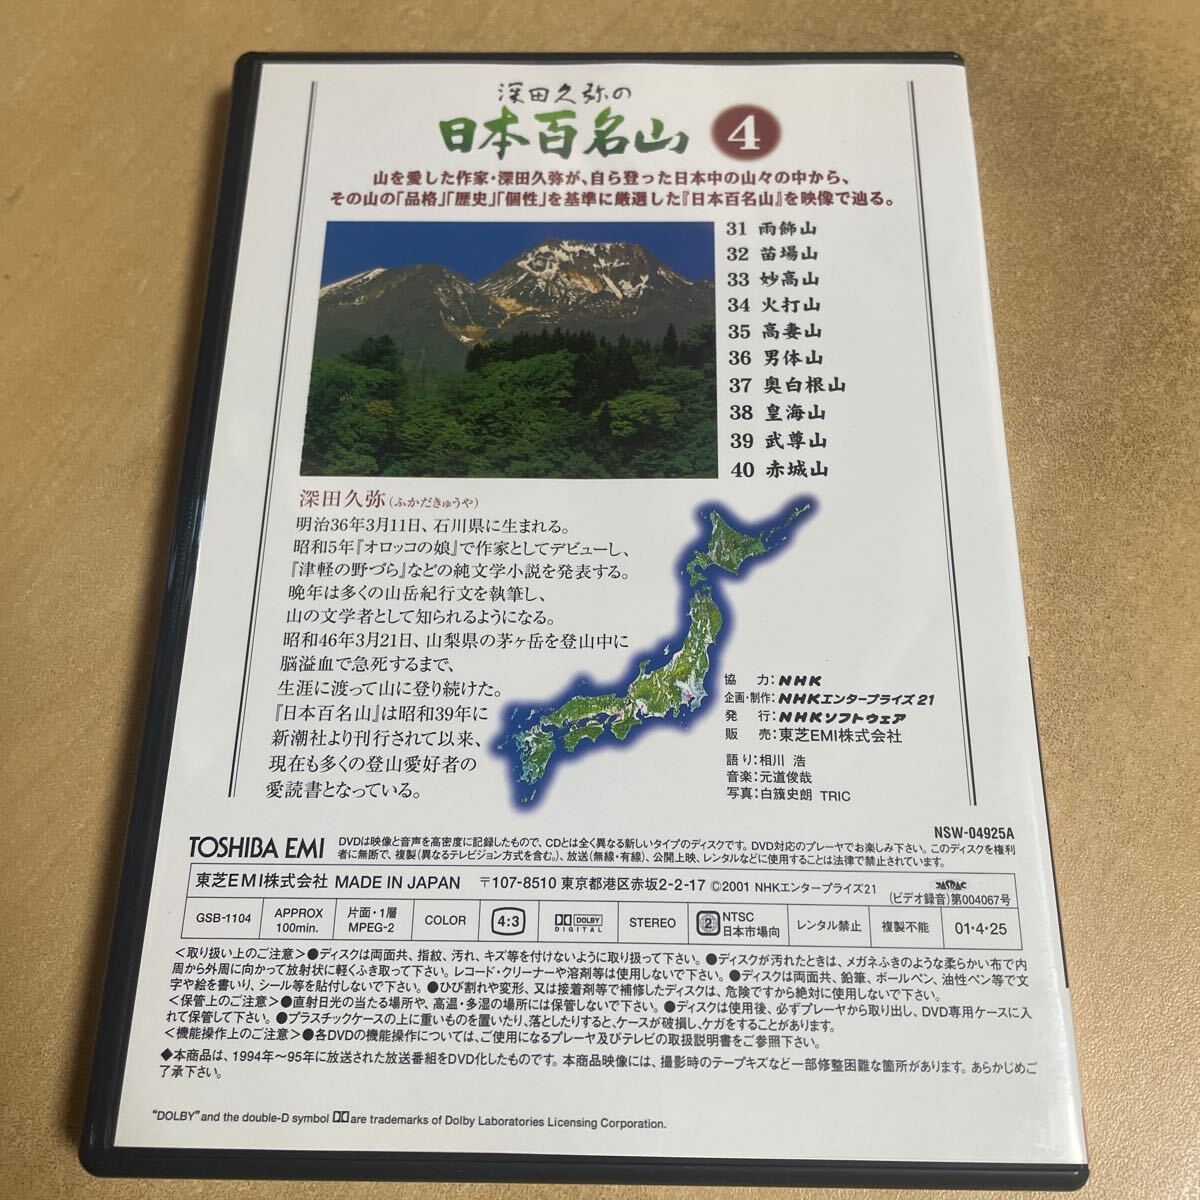 深田久弥の
日本百名山 4
山を愛した作家・深田久弥が、自ら登った日本中の山々の中から、
その山の「品格」「歴史」「個性」を基準に厳選した『日本百名山』を映像で辿る。
31 雨飾山
32 苗場山
33 妙高山
34 火打山
35 高妻山
36 男体山
37 奥白根山
38 皇海山
39 武尊山
40 赤城山
深田久弥(ふかだきゅうや)
明治36年3月11日、石川県に生まれる。
昭和5年『オロッコの娘』で作家としてデビューし、
『津軽の野づら』などの純文学小説を発表する。
晩年は多くの山岳紀行文を執筆し、
山の文学者として知られるようになる。
昭和46年3月21日、山梨県の茅ヶ岳を登山中に
脳溢血で急死するまで、
生涯に渡って山に登り続けた。
『日本百名山』は昭和39年に
新潮社より刊行されて以来、
現在も多くの登山愛好者の
愛読書となっている。
協 力:NHK
企画・制作:NHKエンタープライズ21
発 行:NHKソフトウェア
販 売:東芝EMI株式会社
語り:相川 浩
音楽:元道俊哉
写真:白籏史朗 TRIC
NSW-04925A
TOSHIBA EMI
DVDは映像と音声を高密度に記録したもので、CDとは全く異なる新しいタイプのディスクです。DVD対応のプレーヤでお楽しみ下さい。このディスクを権利
者に無断で、複製(異なるテレビジョン方式を含む。)、放送(無線・有線)、公開上映、レンタルなどに使用することは法律で禁止されています。
東芝EMI株式会社 MADE IN JAPAN 〒107-8510 東京都港区赤坂2-2-17 ©2001 NHKエンタープライズ21
JASRAC
(ビデオ録音)第004067号
GSB-1104
APPROX
100min.
片面・1層
MPEG-2
COLOR
4:3
DOLBY
DIGITAL
STEREO
2
NTSC
日本市場向
レンタル禁止
複製不能
01・4・25
<取り扱い上のご注意>●ディスクは両面共、指紋、汚れ、キズ等を付けないように取り扱って下さい。●ディスクが汚れたときは、メガネふきのような柔らかい布で内
周から外周に向かって放射状に軽くふき取って下さい。レコード・クリーナーや溶剤等は使用しないで下さい。●ディスクは両面共、鉛筆、ボールペン、油性ペン等で文
字や絵を書いり、シール等を貼付しないで下さい。●ひび割れや変形、又は接着剤等で補修したディスクは、危険ですから絶対に使用しないで下さい。
<保管上のご注意>●直射日光の当たる場所や、高温・多湿の場所には保管しないで下さい。●ディスクは使用後、必ずプレーヤから取り出し、DVD専用ケースに入
れて保管して下さい。●プラスチックケースの上に重いものを置いたり、落としたりすると、ケースが破損し、ケガをすることがあります。
<機能操作上のご注意>●各DVDの機能操作については、ご使用になるプレーヤ及びテレビの取扱説明書をご参照下さい。
◆本商品は、1994年〜95年に放送された放送番組をDVD化したものです。本商品映像には、撮影時のテープキズなど一部修整困難な箇所があります。あらかじめご
了承下さい。
"DOLBY" and the double-D symbol are trademarks of Dolby Laboratories Licensing Corporation.